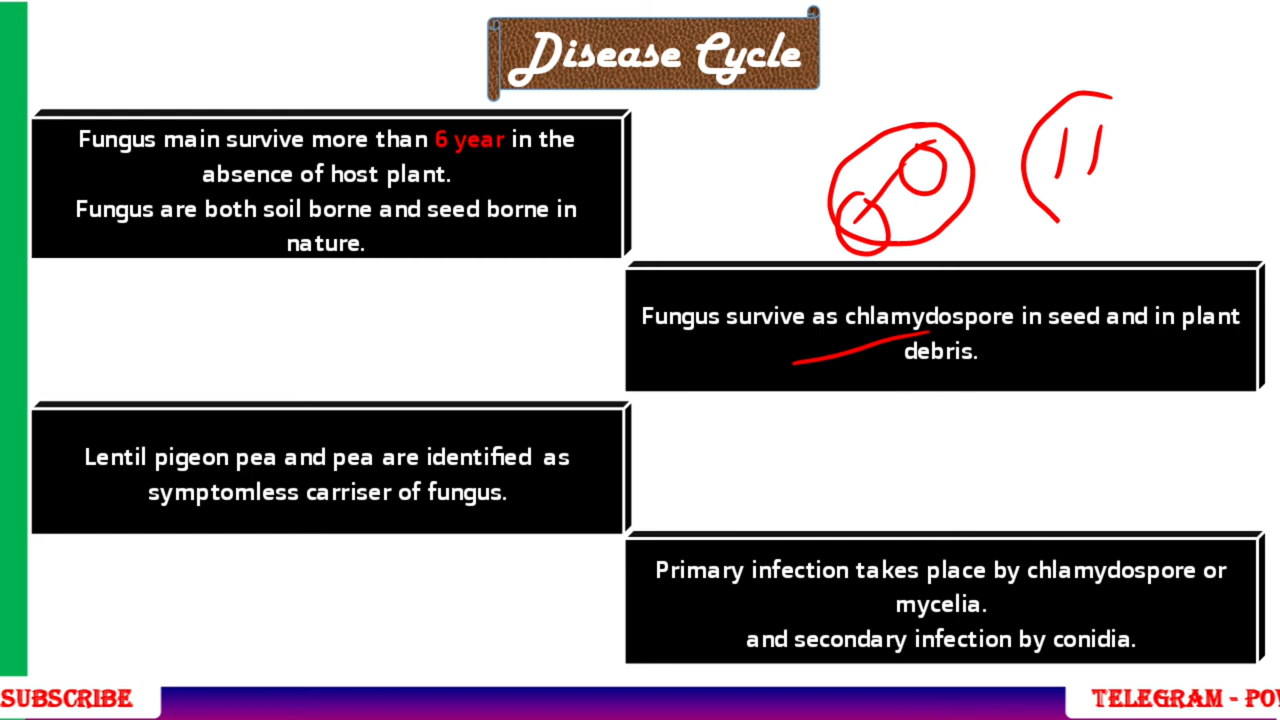 Disease Cycle
Fungus main survive more than 6 year in the
absence of host plant.
Fungus are both soil borne and seed borne in
nature.
Fungus survive as chlamydospore in seed and in plant
debris.
Lentil pigeon pea and pea are identified as
symptomless carriser of fungus.
Primary infection takes place by chlamydospore or
mycelia.
and secondary infection by conidia.
SUBSCRIBE
TELEGRAM - POW